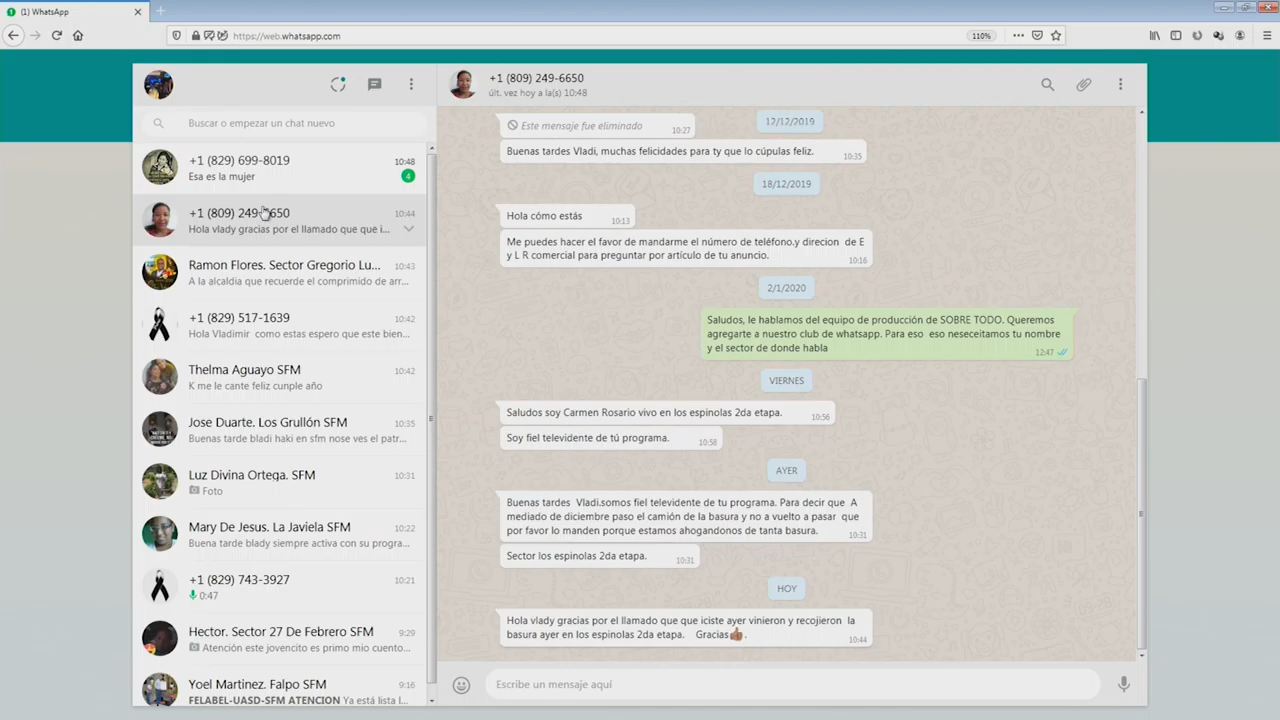 (1) WhatsApp
https://web.whatsapp.com
110%
Buscar o empezar un chat nuevo
+1 (829) 699-8019
10:48
Esa es la mujer
4
+1 (809) 249-6650
10:44
Hola vlady gracias por el llamado que que i...
Ramon Flores. Sector Gregorio Lu...
10:43
A la alcaldia que recuerde el comprimido de arr...
+1 (829) 517-1639
10:42
Hola Vladimir como estas espero que este bien...
Thelma Aguayo SFM
10:42
K me le cante feliz cunple año
Jose Duarte. Los Grullón SFM
10:35
Buenas tarde bladi haki en sfm nose ves el patr...
Luz Divina Ortega. SFM
10:31
Foto
Mary De Jesus. La Javiela SFM
10:22
Buena tarde blady siempre activa con su progra...
+1 (829) 743-3927
10:21
0:47
Hector. Sector 27 De Febrero SFM
9:29
Atención este jovencito es primo mio cuento...
Yoel Martinez. Falpo SFM
9:16
FELABEL-UASD-SFM ATENCION Ya está lista l
+1 (809) 249-6650
últ. vez hoy a la(s) 10:48
12/12/2019
Este mensaje fue eliminado
10:27
Buenas tardes Vladi, muchas felicidades para ty que lo cúpulas feliz.
10:35
18/12/2019
Hola cómo estás
10:13
Me puedes hacer el favor de mandarme el número de teléfono.y direcion de E
y L R comercial para preguntar por artículo de tu anuncio.
10:16
2/1/2020
Saludos, le hablamos del equipo de producción de SOBRE TODO. Queremos
agregarte a nuestro club de whatsapp. Para eso eso neseceitamos tu nombre
y el sector de donde habla
12:47
VIERNES
Saludos soy Carmen Rosario vivo en los espinolas 2da etapa.
10:56
Soy fiel televidente de tú programa.
10:58
AYER
Buenas tardes Vladi.somos fiel televidente de tu programa. Para decir que A
mediado de diciembre paso el camión de la basura y no a vuelto a pasar que
por favor lo manden porque estamos ahogandonos de tanta basura.
10:31
Sector los espinolas 2da etapa.
10:31
HOY
Hola vlady gracias por el llamado que que iciste ayer vinieron y recojieron la
basura ayer en los espinolas 2da etapa. Gracias👍🏽.
10:44
Escribe un mensaje aquí